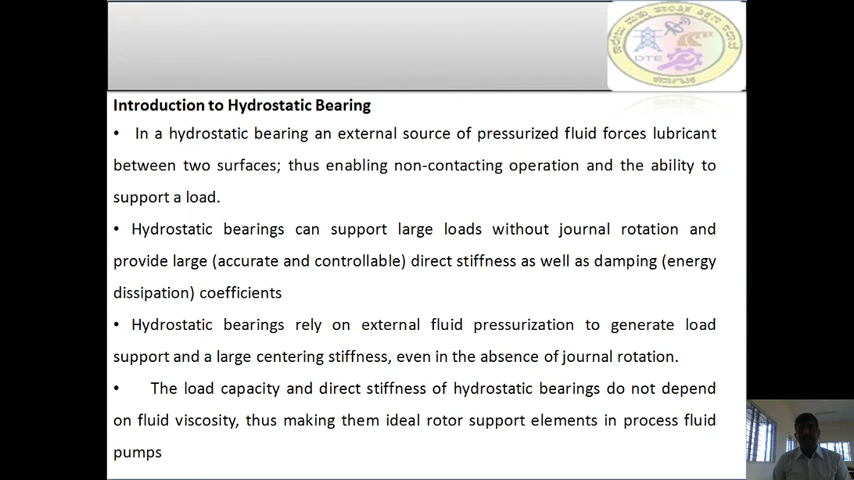 DTE
Introduction to Hydrostatic Bearing
• In a hydrostatic bearing an external source of pressurized fluid forces lubricant
between two surfaces; thus enabling non-contacting operation and the ability to
support a load.
• Hydrostatic bearings can support large loads without journal rotation and
provide large (accurate and controllable) direct stiffness as well as damping (energy
dissipation) coefficients
• Hydrostatic bearings rely on external fluid pressurization to generate load
support and a large centering stiffness, even in the absence of journal rotation.
• The load capacity and direct stiffness of hydrostatic bearings do not depend
on fluid viscosity, thus making them ideal rotor support elements in process fluid
pumps